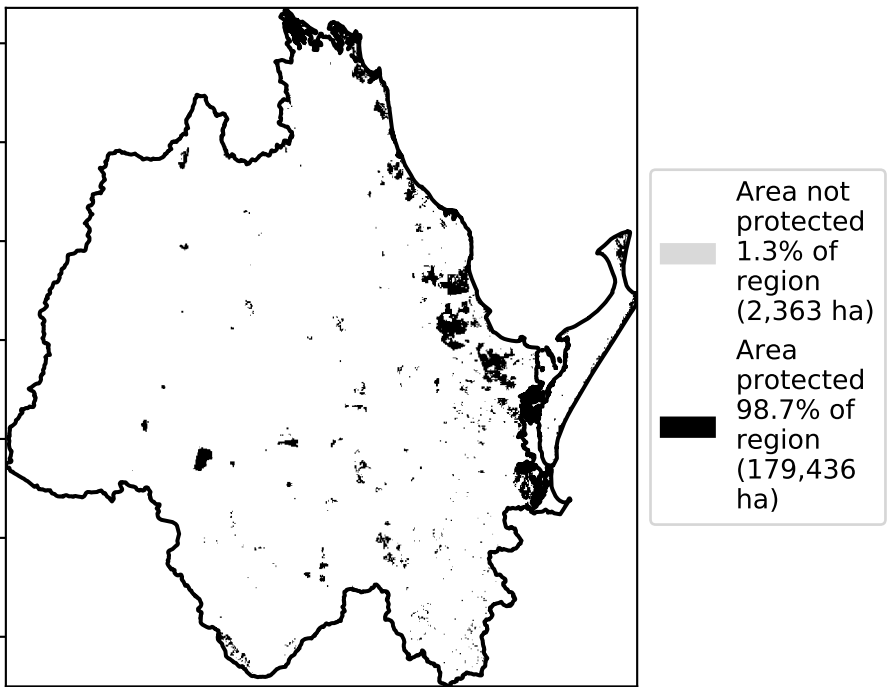 Area not
protected
1.3% of
region
(2,363 ha)
Area
protected
98.7% of
region
(179,436
ha)